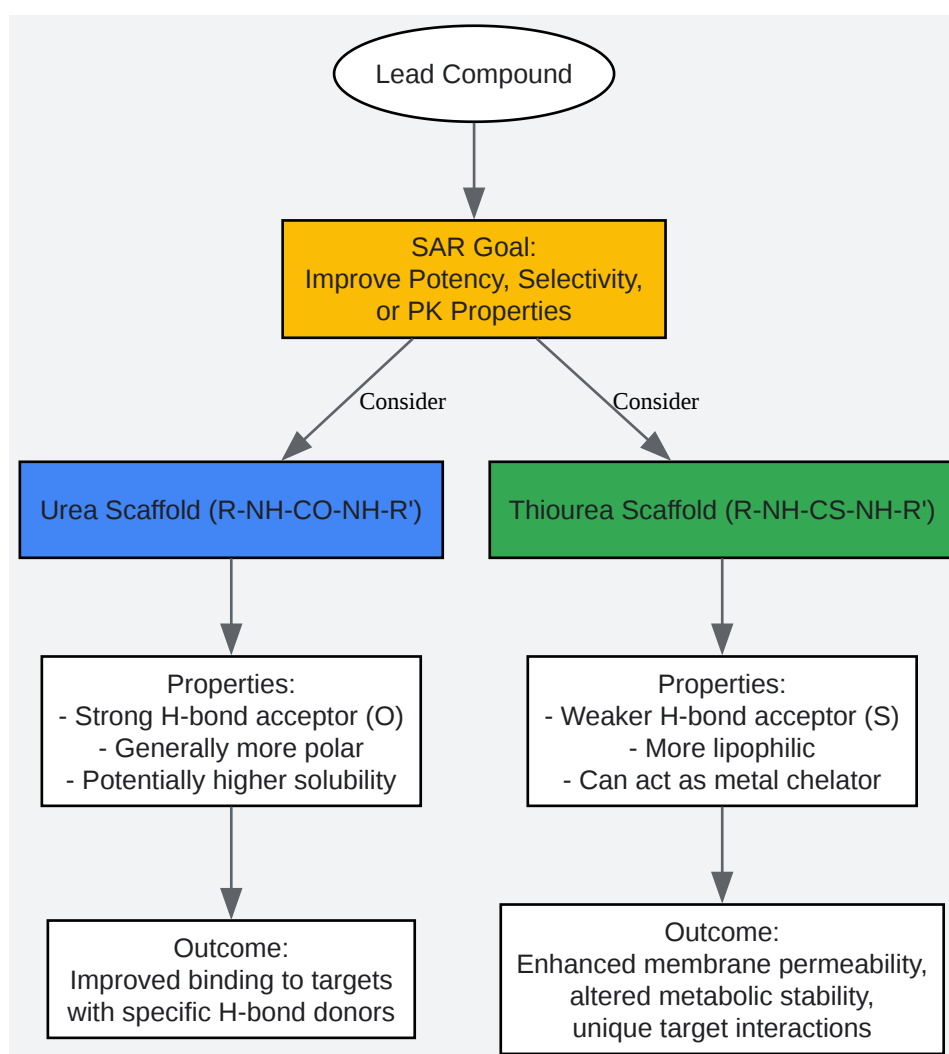 Lead Compound
SAR Goal:
Improve Potency, Selectivity,
or PK Properties
Consider
Consider
Urea Scaffold (R-NH-CO-NH-R')
Thiourea Scaffold (R-NH-CS-NH-R')
Properties:
- Strong H-bond acceptor (O)
- Generally more polar
- Potentially higher solubility
Properties:
- Weaker H-bond acceptor (S)
- More lipophilic
- Can act as metal chelator
Outcome:
Improved binding to targets
with specific H-bond donors
Outcome:
Enhanced membrane permeability,
altered metabolic stability,
unique target interactions